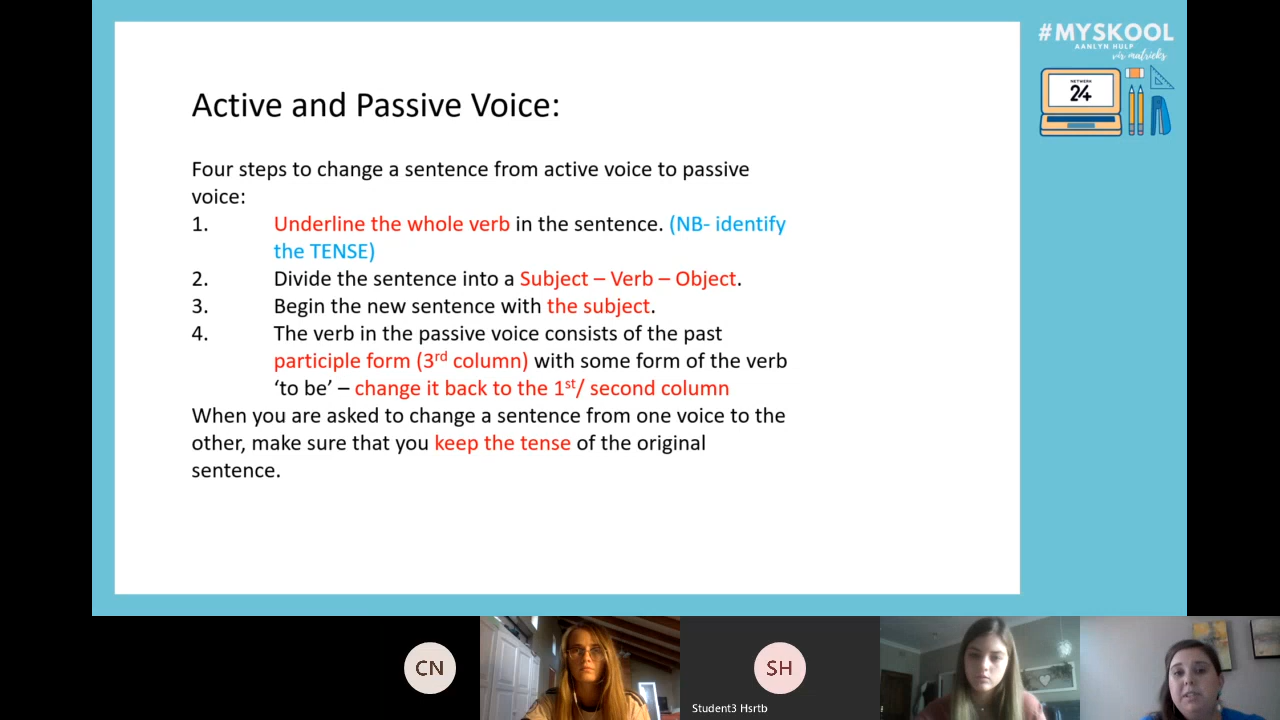 #MYSKOOL
AANLYN HULP
vir matrieks
NETWERK
24
Active and Passive Voice:
Four steps to change a sentence from active voice to passive
voice:
1. Underline the whole verb in the sentence. (NB- identify
the TENSE)
2. Divide the sentence into a Subject – Verb – Object.
3. Begin the new sentence with the subject.
4. The verb in the passive voice consists of the past
participle form (3rd column) with some form of the verb
‘to be’ – change it back to the 1st/ second column
When you are asked to change a sentence from one voice to the
other, make sure that you keep the tense of the original
sentence.
CN
SH
Student3 Hsrtb